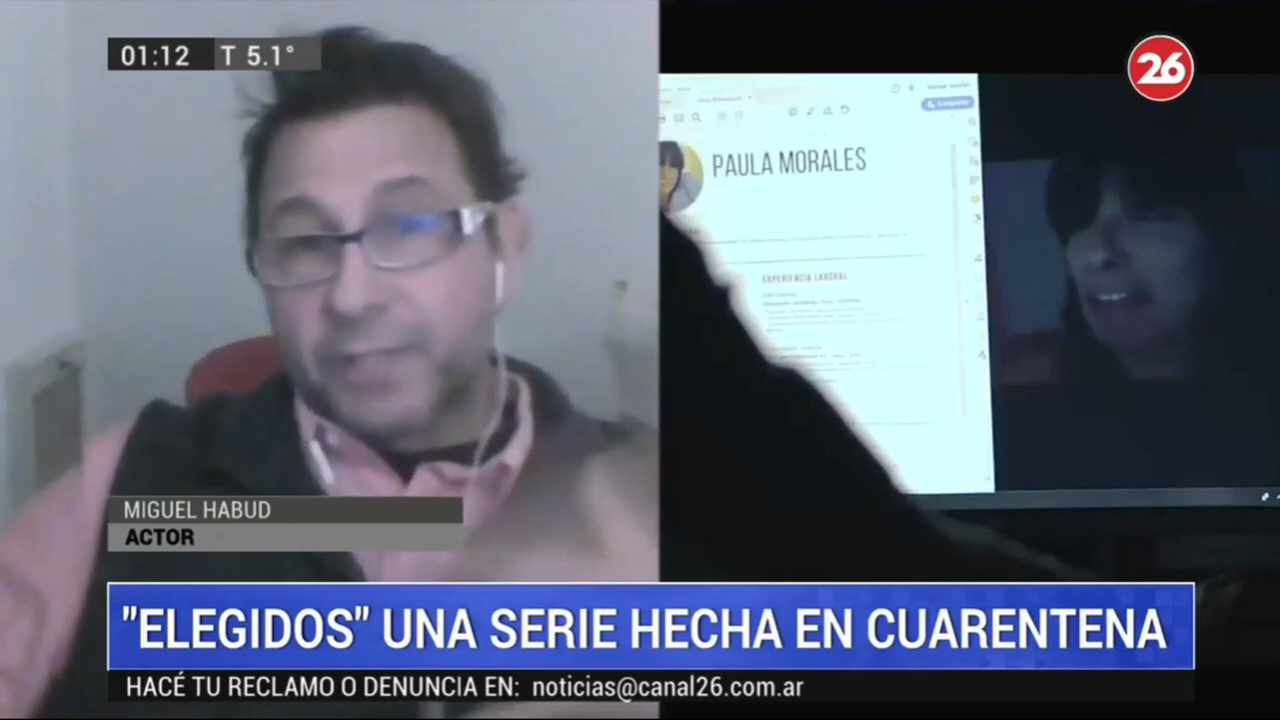 01:12 T 5.1°
26
PAULA MORALES
EXPERIENCIA LABORAL
MIGUEL HABUD
ACTOR
"ELEGIDOS" UNA SERIE HECHA EN CUARENTENA
HACÉ TU RECLAMO O DENUNCIA EN: noticias@canal26.com.ar